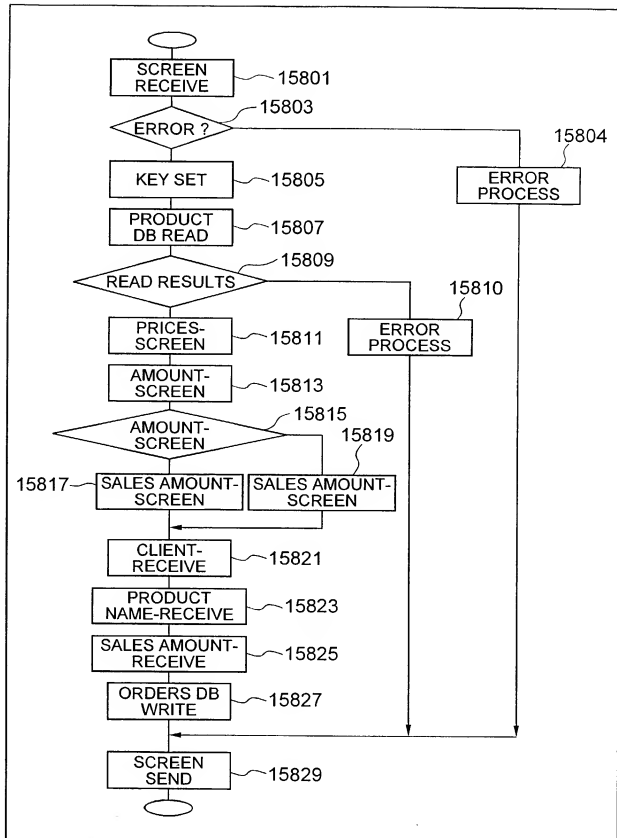 SCREEN
RECEIVE
15801
15803
ERROR ?
15804
ERROR
PROCESS
KEY SET
15805
PRODUCT
DB READ
15807
15809
READ RESULTS
15810
ERROR
PROCESS
PRICES-
SCREEN
15811
AMOUNT-
SCREEN
15813
15815
AMOUNT-
SCREEN
15819
15817
SALES AMOUNT-
SCREEN
SALES AMOUNT-
SCREEN
CLIENT-
RECEIVE
15821
PRODUCT
NAME-RECEIVE
15823
SALES AMOUNT-
RECEIVE
15825
ORDERS DB
WRITE
15827
SCREEN
SEND
15829